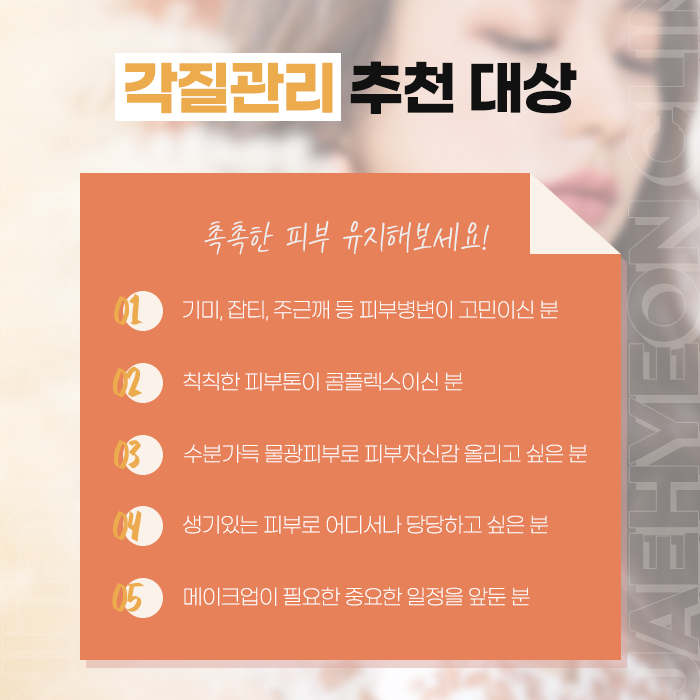 각질관리 추천 대상
촉촉한 피부 유지해보세요!
01 기미, 잡티, 주근깨 등 피부병변이 고민이신 분
02 칙칙한 피부톤이 콤플렉스이신 분
03 수분가득 물광피부로 피부자신감 올리고 싶은 분
04 생기있는 피부로 어디서나 당당하고 싶은 분
05 메이크업이 필요한 중요한 일정을 앞둔 분
JAEHYEON CLIN